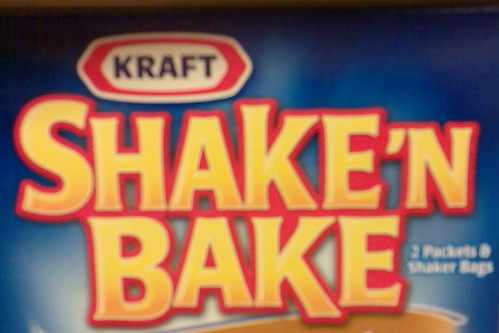 KRAFT
SHAKE'N
BAKE
2 Packets &
Shaker Bags